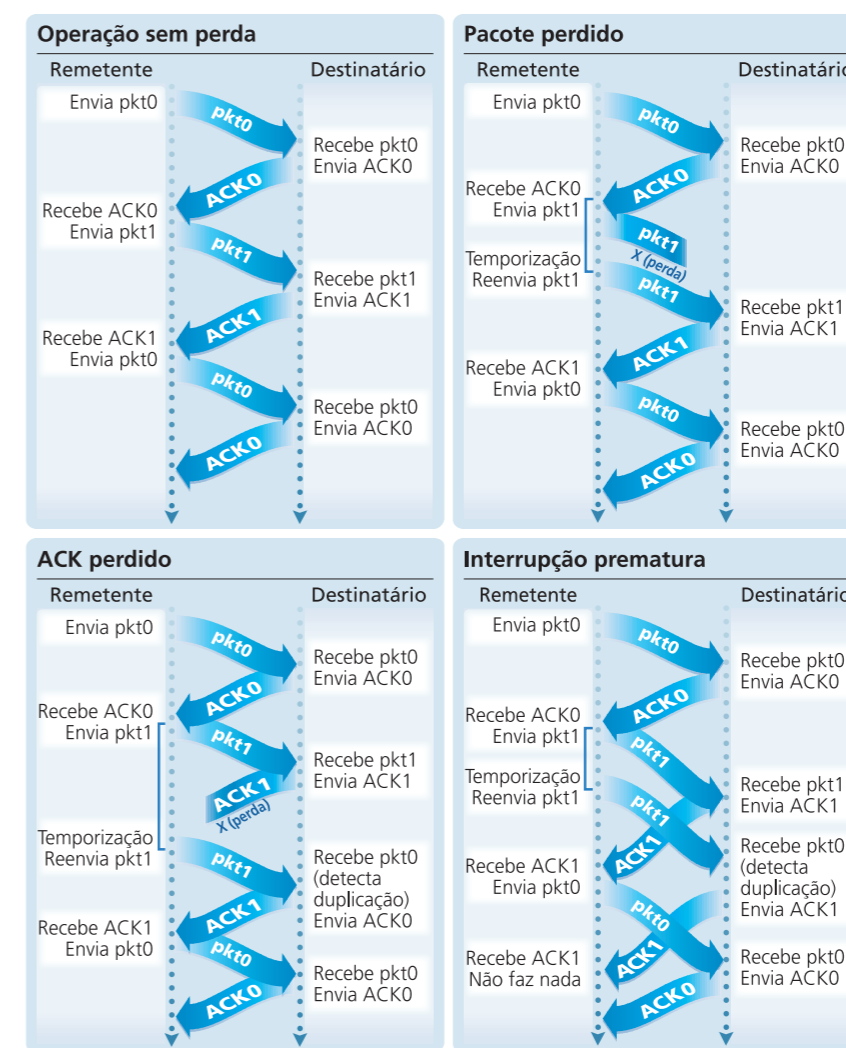 Operação sem perda
Remetente
Destinatário
Envia pkt0
pkt0
Recebe pkt0
Envia ACK0
ACK0
Recebe ACK0
Envia pkt1
pkt1
Recebe pkt1
Envia ACK1
ACK1
Recebe ACK1
Envia pkt0
pkt0
Recebe pkt0
Envia ACK0
ACK0
Pacote perdido
Remetente
Destinatário
Envia pkt0
pkt0
Recebe pkt0
Envia ACK0
ACK0
Recebe ACK0
Envia pkt1
pkt1
X (perda)
Temporização
Reenvia pkt1
pkt1
Recebe pkt1
Envia ACK1
ACK1
Recebe ACK1
Envia pkt0
pkt0
Recebe pkt0
Envia ACK0
ACK0
ACK perdido
Remetente
Destinatário
Envia pkt0
pkt0
Recebe pkt0
Envia ACK0
ACK0
Recebe ACK0
Envia pkt1
pkt1
Recebe pkt1
Envia ACK1
ACK1
X (perda)
Temporização
Reenvia pkt1
pkt1
Recebe pkt0
(detecta
duplicação)
Envia ACK0
ACK1
Recebe ACK1
Envia pkt0
pkt0
Recebe pkt0
Envia ACK0
ACK0
Interrupção prematura
Remetente
Destinatário
Envia pkt0
pkt0
Recebe pkt0
Envia ACK0
ACK0
Recebe ACK0
Envia pkt1
pkt1
Temporização
Reenvia pkt1
pkt1
Recebe pkt1
Envia ACK1
ACK1
Recebe pkt0
(detecta
duplicação)
Envia ACK1
Recebe ACK1
Envia pkt0
pkt0
ACK1
Recebe ACK1
Não faz nada
Recebe pkt0
Envia ACK0
ACK0